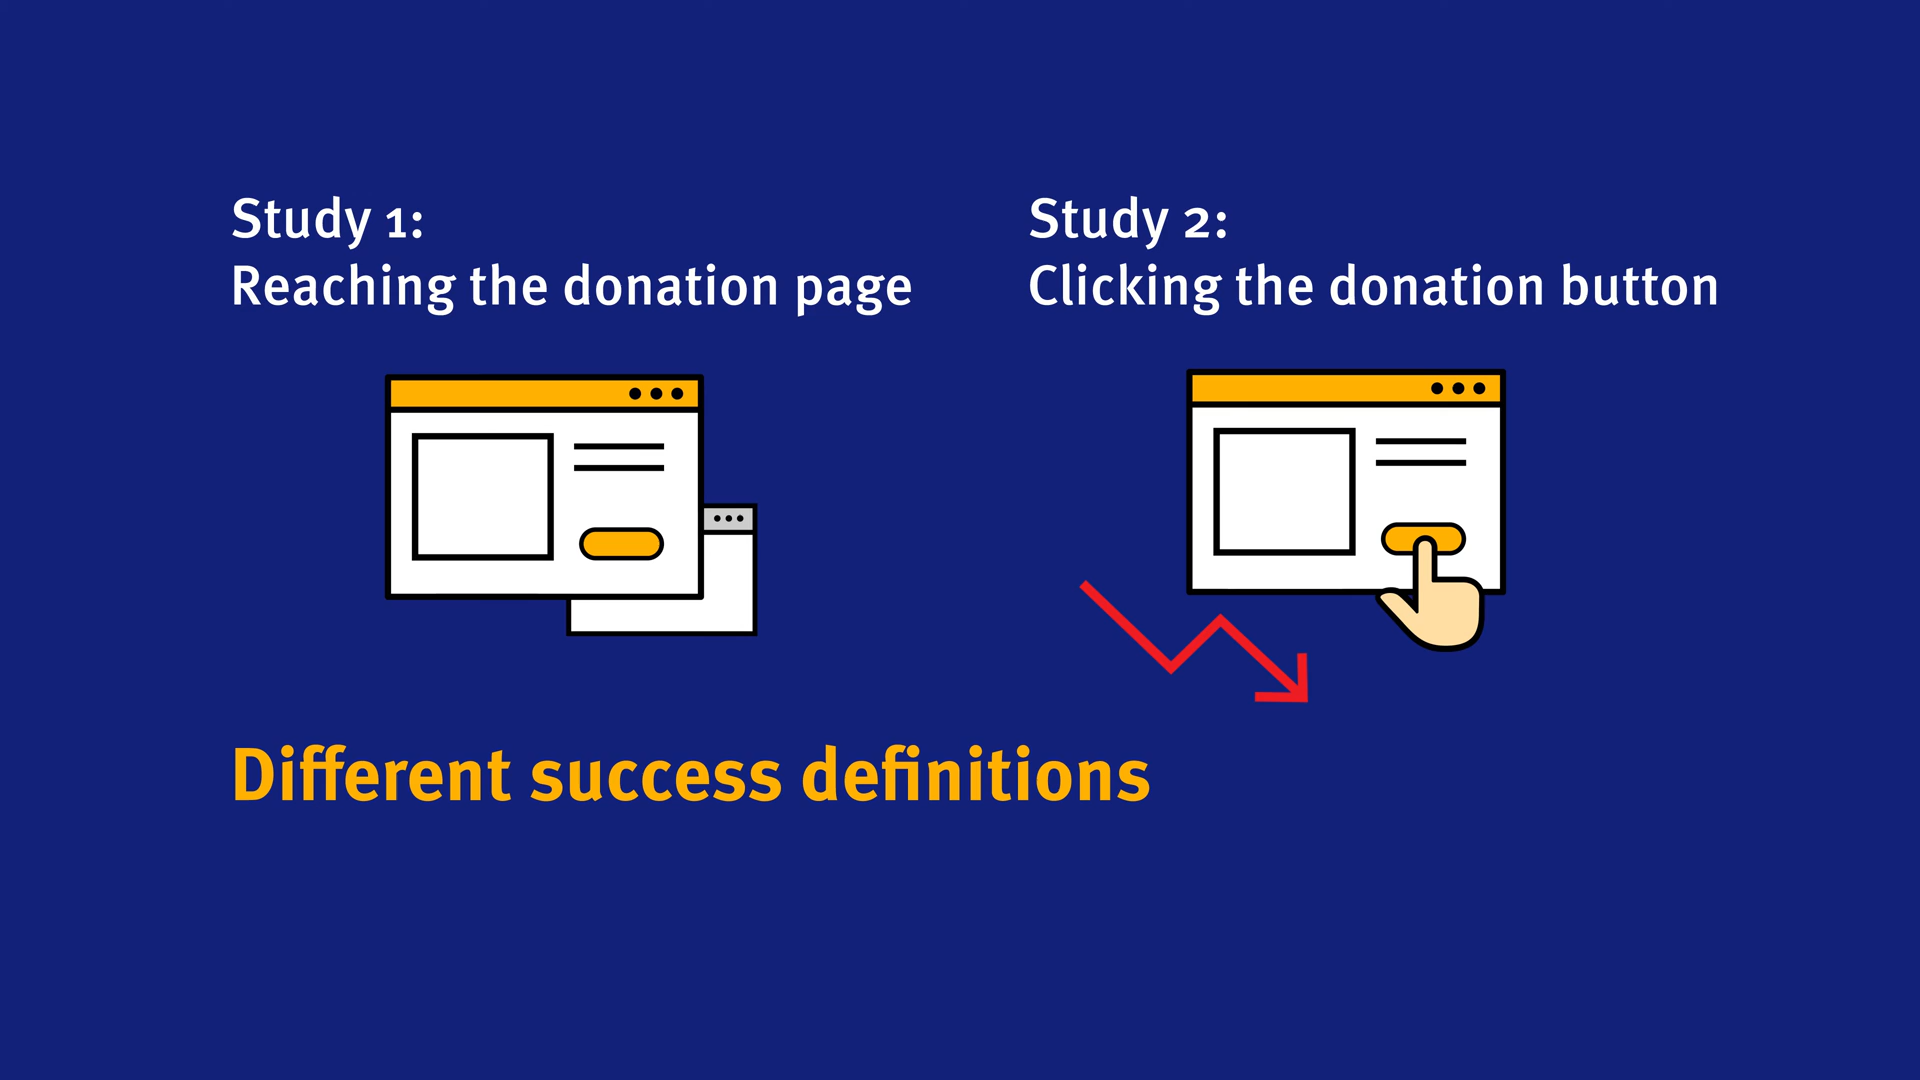 Study 1:
Reaching the donation page
Study 2:
Clicking the donation button
Different success definitions